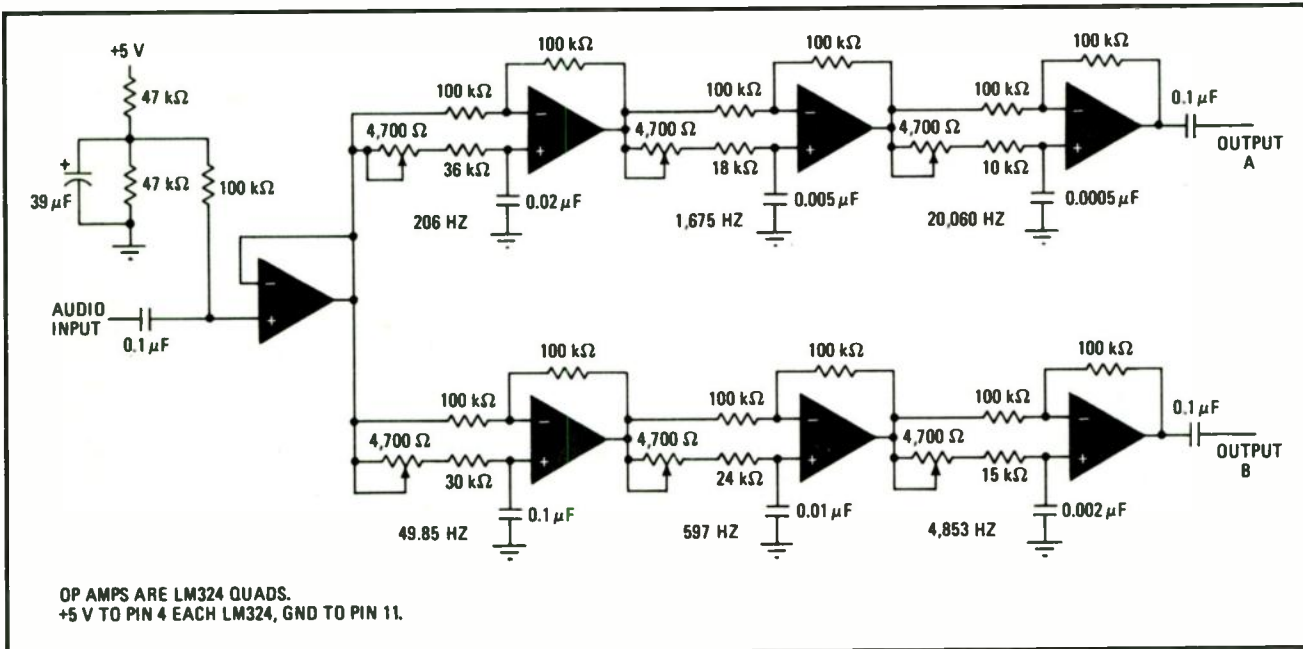 +5 V
47 kΩ
+
39 µF
47 kΩ
100 kΩ
AUDIO
INPUT
0.1 µF
−
+
100 kΩ
100 kΩ
4,700 Ω
36 kΩ
−
+
0.02 µF
206 HZ
100 kΩ
100 kΩ
4,700 Ω
18 kΩ
−
+
0.005 µF
1,675 HZ
100 kΩ
100 kΩ
4,700 Ω
10 kΩ
−
+
0.0005 µF
20,060 HZ
0.1 µF
OUTPUT
A
100 kΩ
100 kΩ
4,700 Ω
30 kΩ
−
+
0.1 µF
49.85 HZ
100 kΩ
100 kΩ
4,700 Ω
24 kΩ
−
+
0.01 µF
597 HZ
100 kΩ
100 kΩ
4,700 Ω
15 kΩ
−
+
0.002 µF
4,853 HZ
0.1 µF
OUTPUT
B
OP AMPS ARE LM324 QUADS.
+5 V TO PIN 4 EACH LM324, GND TO PIN 11.